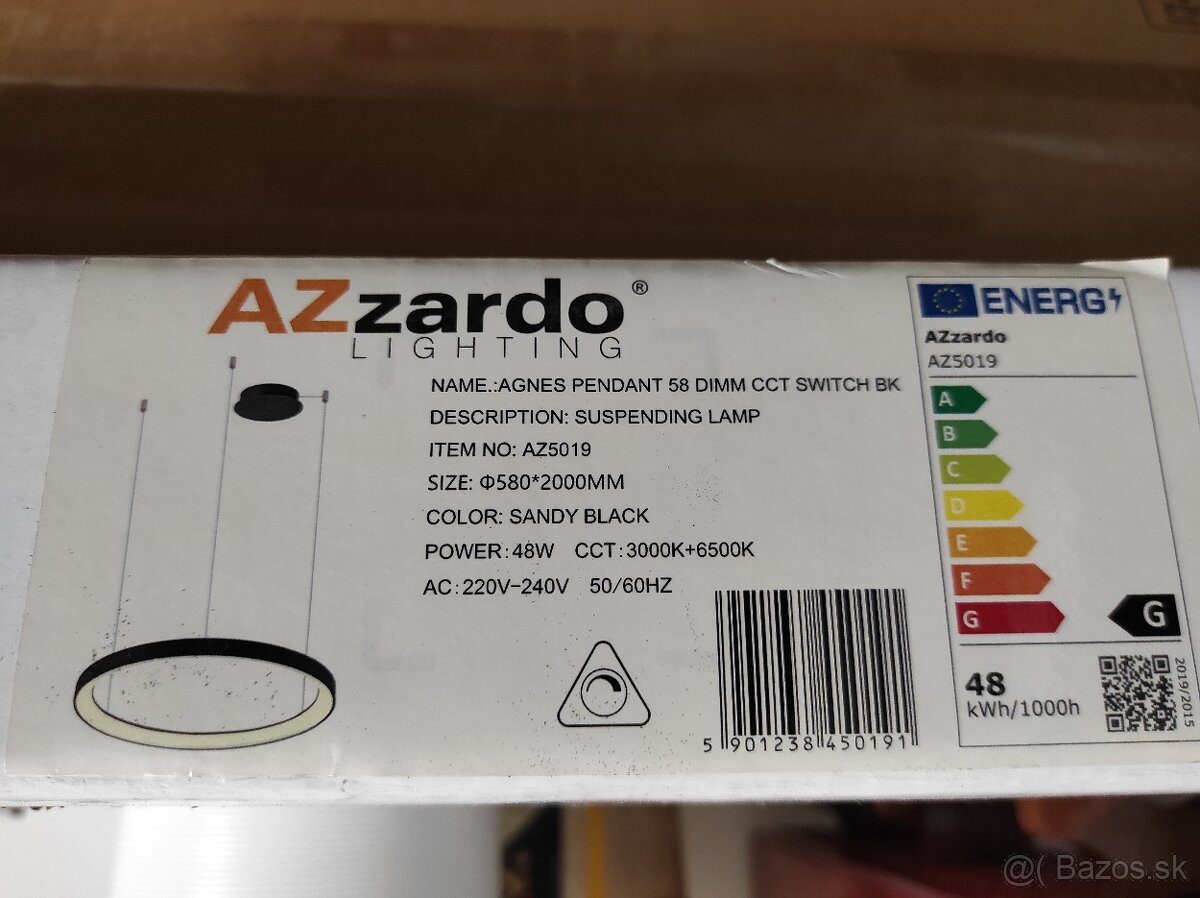 AZzardo®
LIGHTING
NAME.:AGNES PENDANT 58 DIMM CCT SWITCH BK
DESCRIPTION: SUSPENDING LAMP
ITEM NO: AZ5019
SIZE: Φ580*2000MM
COLOR: SANDY BLACK
POWER:48W CCT:3000K+6500K
AC:220V-240V 50/60HZ
5 901238 450191
ENERG
AZzardo
AZ5019
A
B
C
D
E
F
G
G
48
kWh/1000h
2019/2015
@( Bazos.sk